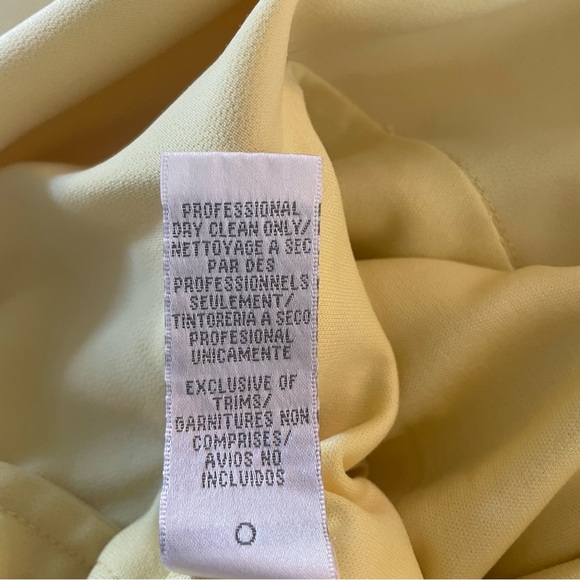 PROFESSIONAL
DRY CLEAN ONLY/
NETTOYAGE A SEC
PAR DES
PROFESSIONNELS
SEULEMENT/
TINTORERIA A SECO
PROFESIONAL
UNICAMENTE
EXCLUSIVE OF
TRIMS/
GARNITURES NON
COMPRISES/
AVIOS NO
INCLUIDOS
O